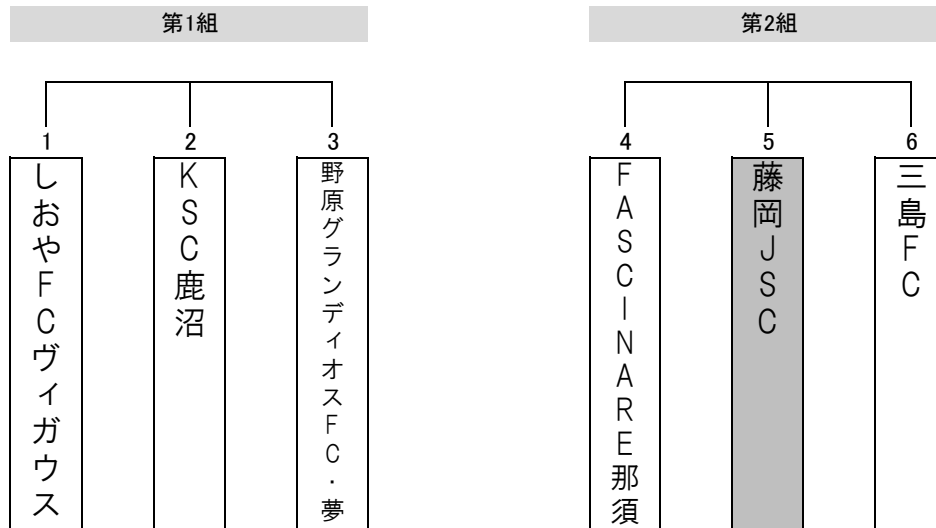 第1組
第2組
1
2
3
4
5
6
しおやFCヴィガウス
KSC鹿沼
野原グランディオスFC・夢
FASCINARE那須
藤岡JSC
三島FC